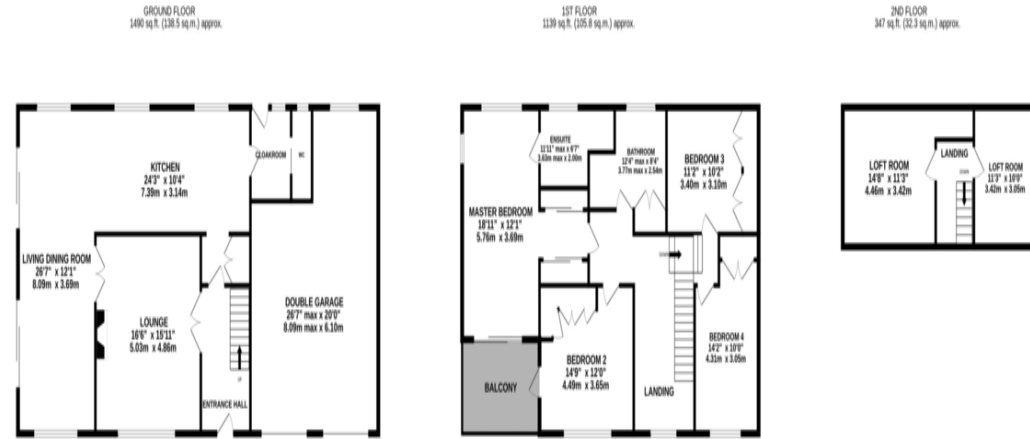 GROUND FLOOR
1490 sq.ft. (138.5 sq.m.) approx.
KITCHEN
24'3" x 10'4"
7.39m x 3.14m
CLOAKROOM
WC
LIVING DINING ROOM
26'7" x 12'1"
8.09m x 3.69m
LOUNGE
16'6" x 15'11"
5.03m x 4.86m
DOUBLE GARAGE
26'7" max x 20'0"
8.09m max x 6.10m
UP
ENTRANCE HALL
1ST FLOOR
1139 sq.ft. (105.8 sq.m.) approx.
ENSUITE
11'11" max x 6'7"
3.63m max x 2.00m
BATHROOM
12'4" max x 8'4"
3.77m max x 2.54m
BEDROOM 3
11'2" x 10'2"
3.40m x 3.10m
MASTER BEDROOM
18'11" x 12'1"
5.76m x 3.69m
DOWN
BEDROOM 4
14'2" x 10'0"
4.31m x 3.05m
BEDROOM 2
14'9" x 12'0"
4.49m x 3.65m
BALCONY
LANDING
2ND FLOOR
347 sq.ft. (32.3 sq.m.) approx.
LOFT ROOM
14'8" x 11'3"
4.46m x 3.42m
LANDING
DOWN
LOFT ROOM
11'3" x 10'0"
3.42m x 3.05m